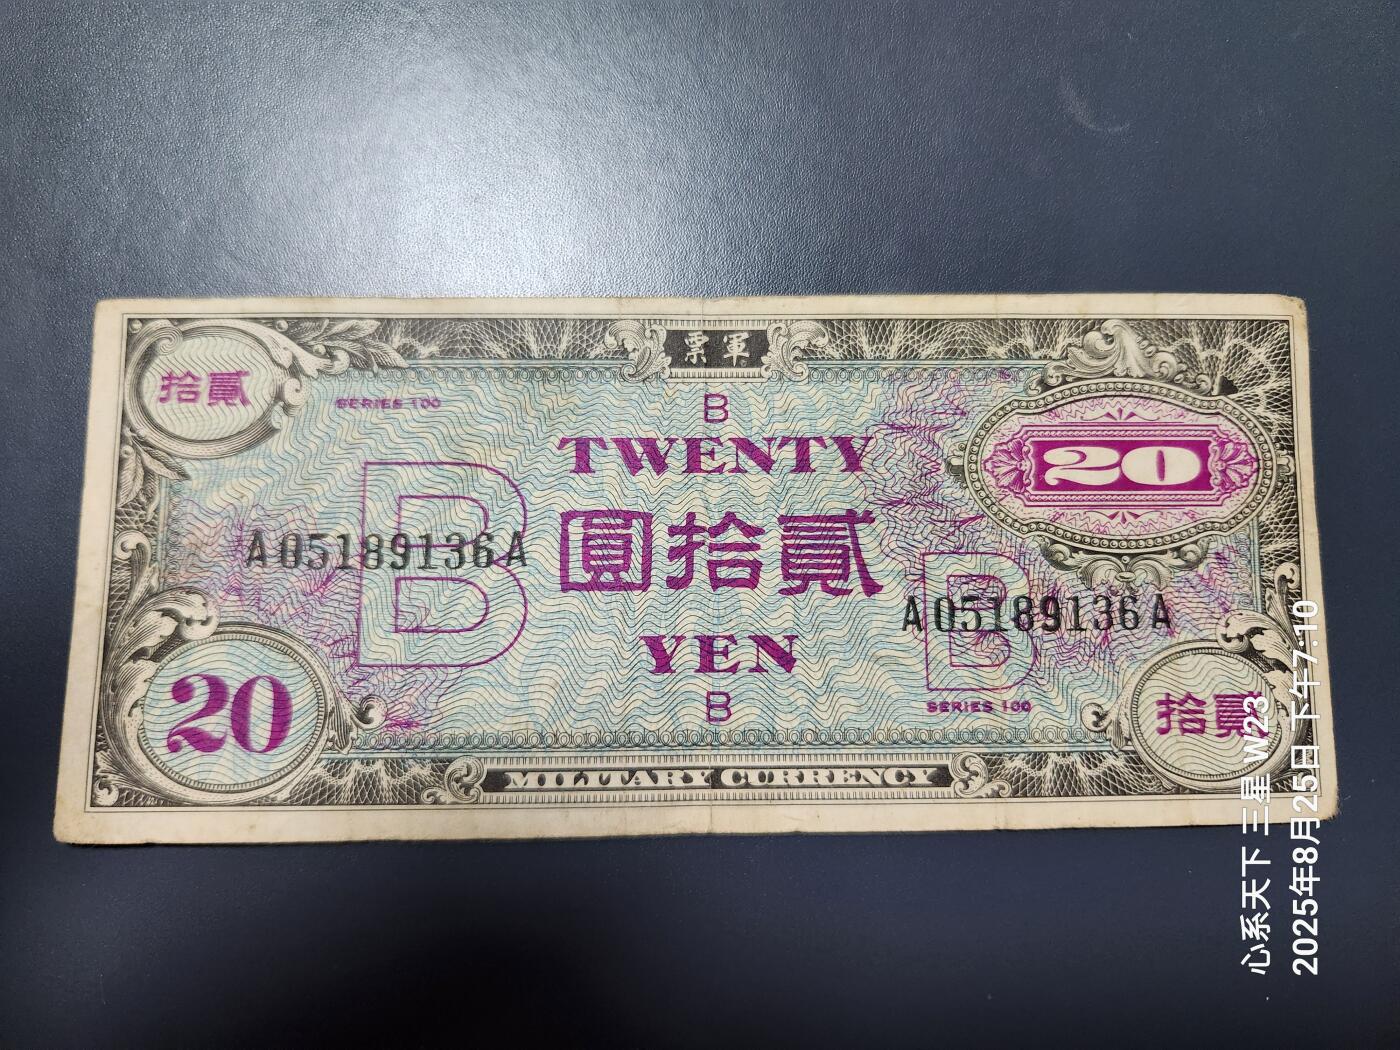 票軍
拾貳
SERIES 100
B
TWENTY
20
B
圓拾貳
A05189136A
B
A05189136A
YEN
B
SERIES 100
20
拾貳
MILITARY CURRENCY
心系天下 三星 W23
2025年8月25日 下午7:10